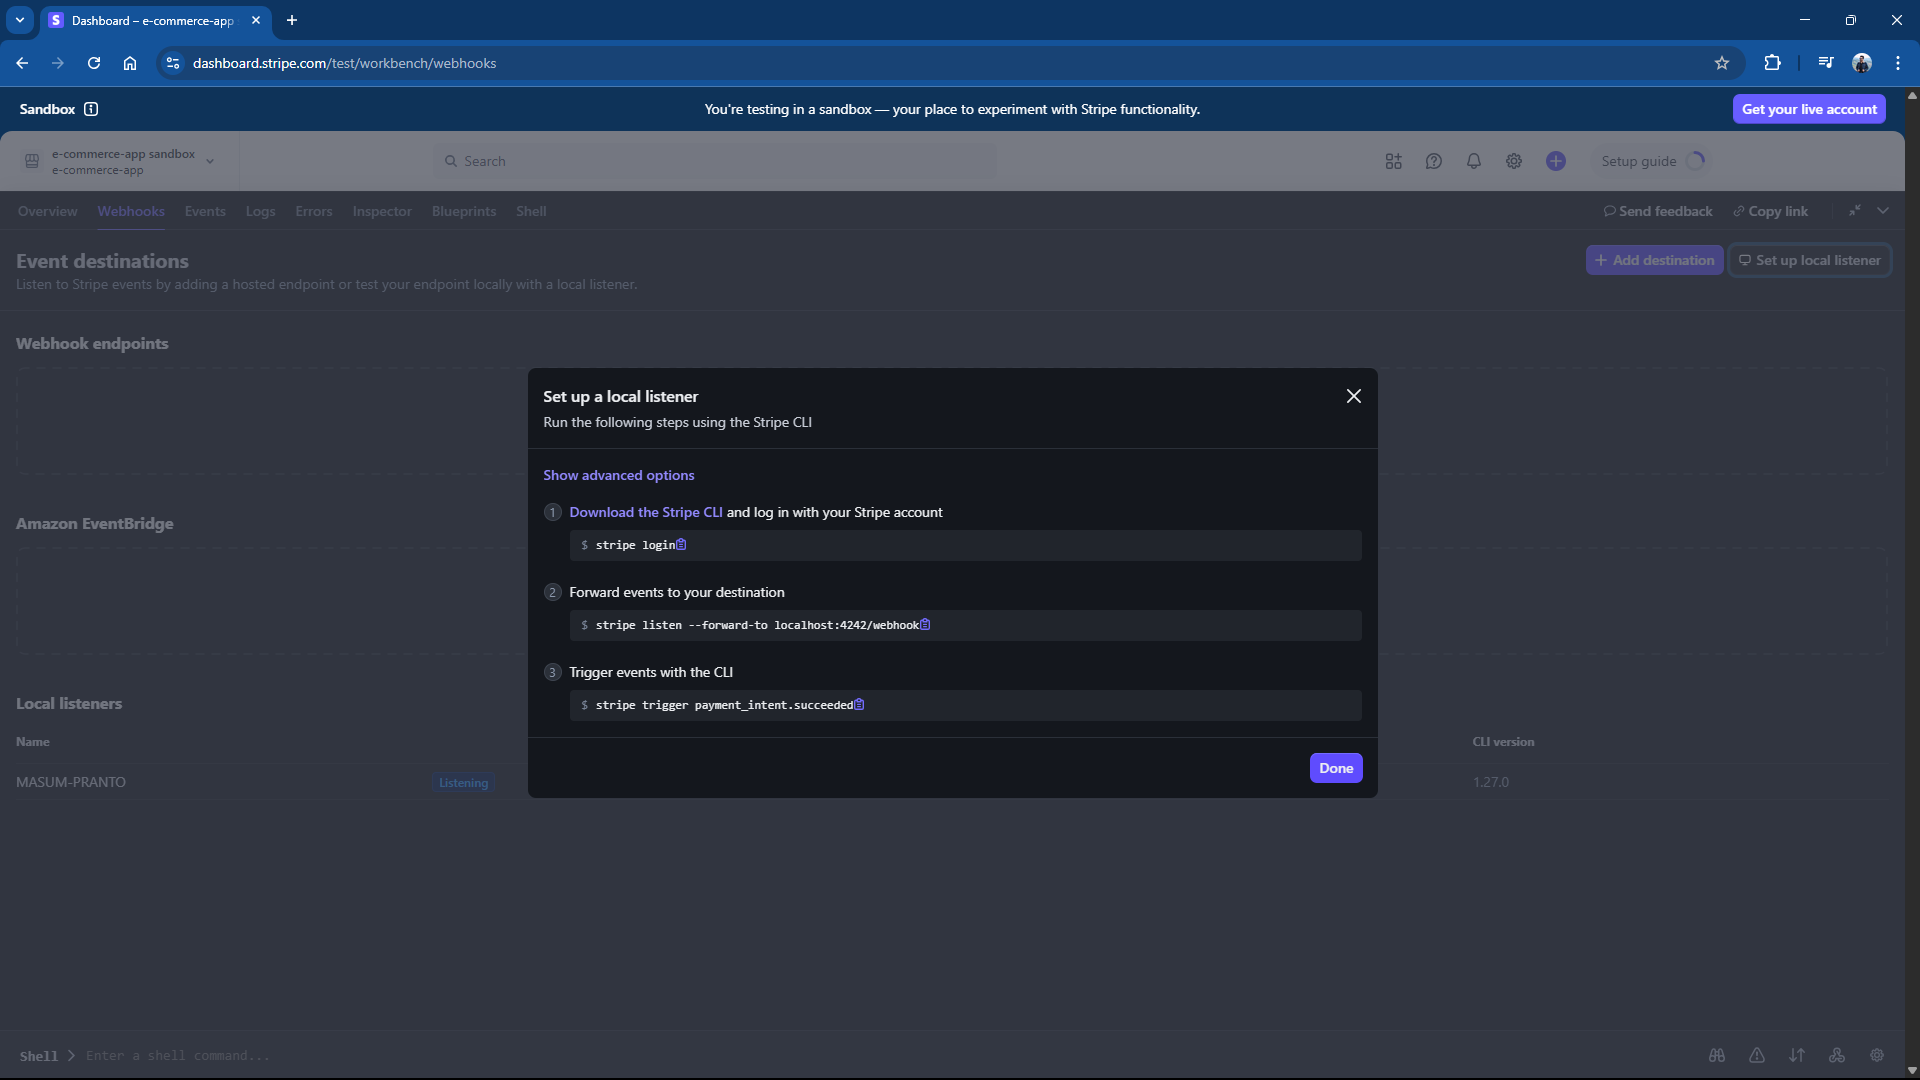 Dashboard – e-commerce-app
dashboard.stripe.com/test/workbench/webhooks
Sandbox
You're testing in a sandbox — your place to experiment with Stripe functionality.
Get your live account
e-commerce-app sandbox
e-commerce-app
Search
Setup guide
Overview Webhooks Events Logs Errors Inspector Blueprints Shell
Send feedback Copy link
Event destinations
Listen to Stripe events by adding a hosted endpoint or test your endpoint locally with a local listener.
+ Add destination
Set up local listener
Webhook endpoints
Set up a local listener
Run the following steps using the Stripe CLI
Show advanced options
1 Download the Stripe CLI and log in with your Stripe account
$ stripe login
2 Forward events to your destination
$ stripe listen --forward-to localhost:4242/webhook
3 Trigger events with the CLI
$ stripe trigger payment_intent.succeeded
Done
Amazon EventBridge
Local listeners
Name CLI version
MASUM-PRANTO Listening 1.27.0
Shell > Enter a shell command...